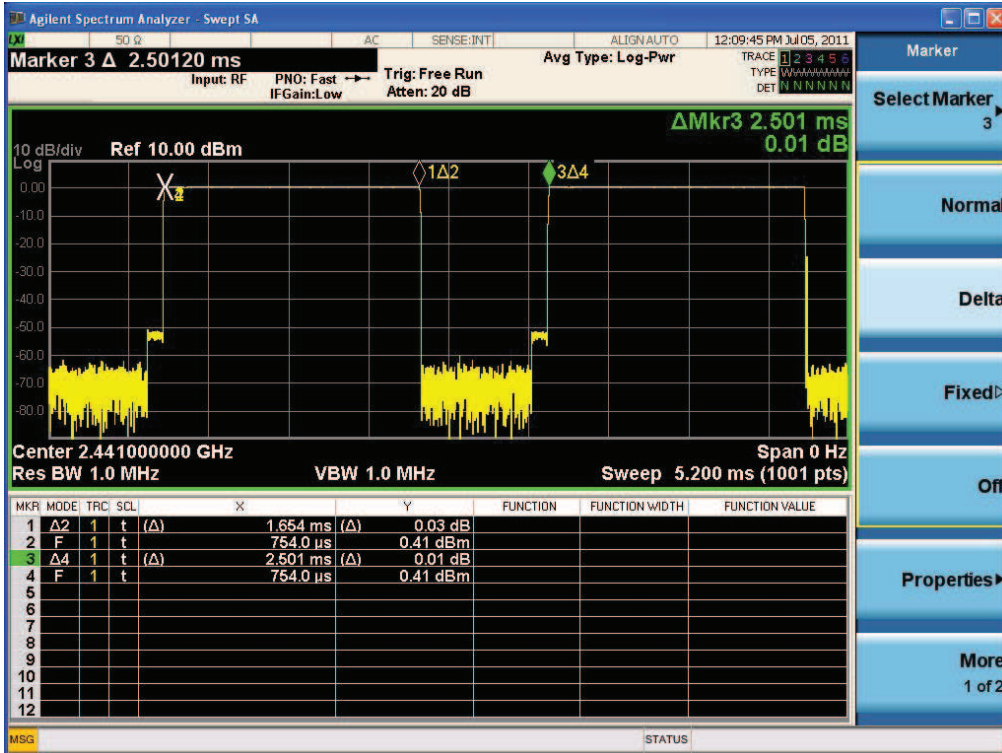 Agilent Spectrum Analyzer - Swept SA
LXI 50 Ω AC SENSE:INT ALIGN AUTO 12:09:45 PM Jul 05, 2011
Marker 3 Δ 2.50120 ms
Input: RF PNO: Fast Trig: Free Run Avg Type: Log-Pwr TRACE 1 2 3 4 5 6
IFGain:Low Atten: 20 dB TYPE
DET N N N N N N
ΔMkr3 2.501 ms
0.01 dB
10 dB/div Ref 10.00 dBm
Log
1Δ2
3Δ4
0.00
-10.0
-20.0
-30.0
-40.0
-50.0
-60.0
-70.0
-80.0
Center 2.441000000 GHz Span 0 Hz
Res BW 1.0 MHz VBW 1.0 MHz Sweep 5.200 ms (1001 pts)
MKR MODE TRC SCL X Y FUNCTION FUNCTION WIDTH FUNCTION VALUE
1 Δ2 1 t (Δ) 1.654 ms (Δ) 0.03 dB
2 F 1 t 754.0 µs 0.41 dBm
3 Δ4 1 t (Δ) 2.501 ms (Δ) 0.01 dB
4 F 1 t 754.0 µs 0.41 dBm
5
6
7
8
9
10
11
12
MSG STATUS
Marker
Select Marker
3
Normal
Delta
Fixed
Off
Properties
More
1 of 2